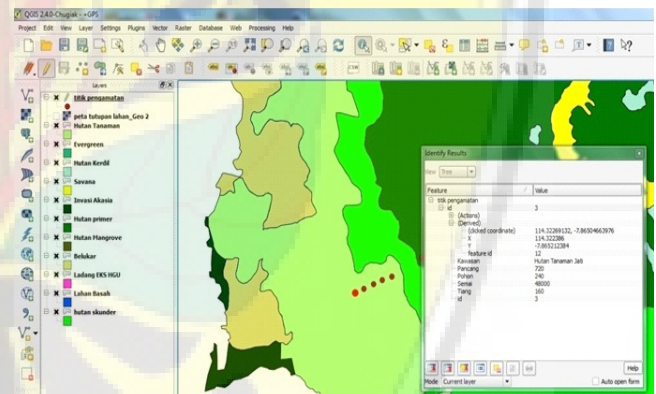 QGIS 2.4.0-Chugiak - +GPS
Project Edit View Layer Settings Plugins Vector Raster Database Web Processing Help
Layers
titik pengamatan
peta tutupan lahan_Geo 2
Hutan Tanaman
Evergreen
Hutan Kerdil
Savana
Invasi Akasia
Hutan primer
Hutan Mangrove
Belukar
Ladang EKS HGU
Lahan Basah
hutan skunder
CSW
Identify Results
View Tree
Feature Value
titik pengamatan
id 3
(Actions)
(Derived)
(clicked coordinate) 114.32269132, -7.86504663976
X 114.322386
Y -7.865212384
feature id 12
Kawasan Hutan Tanaman Jati
Pancang 720
Pohon 240
Semai 48000
Tiang 160
id 3
Help
Mode Current layer Auto open form